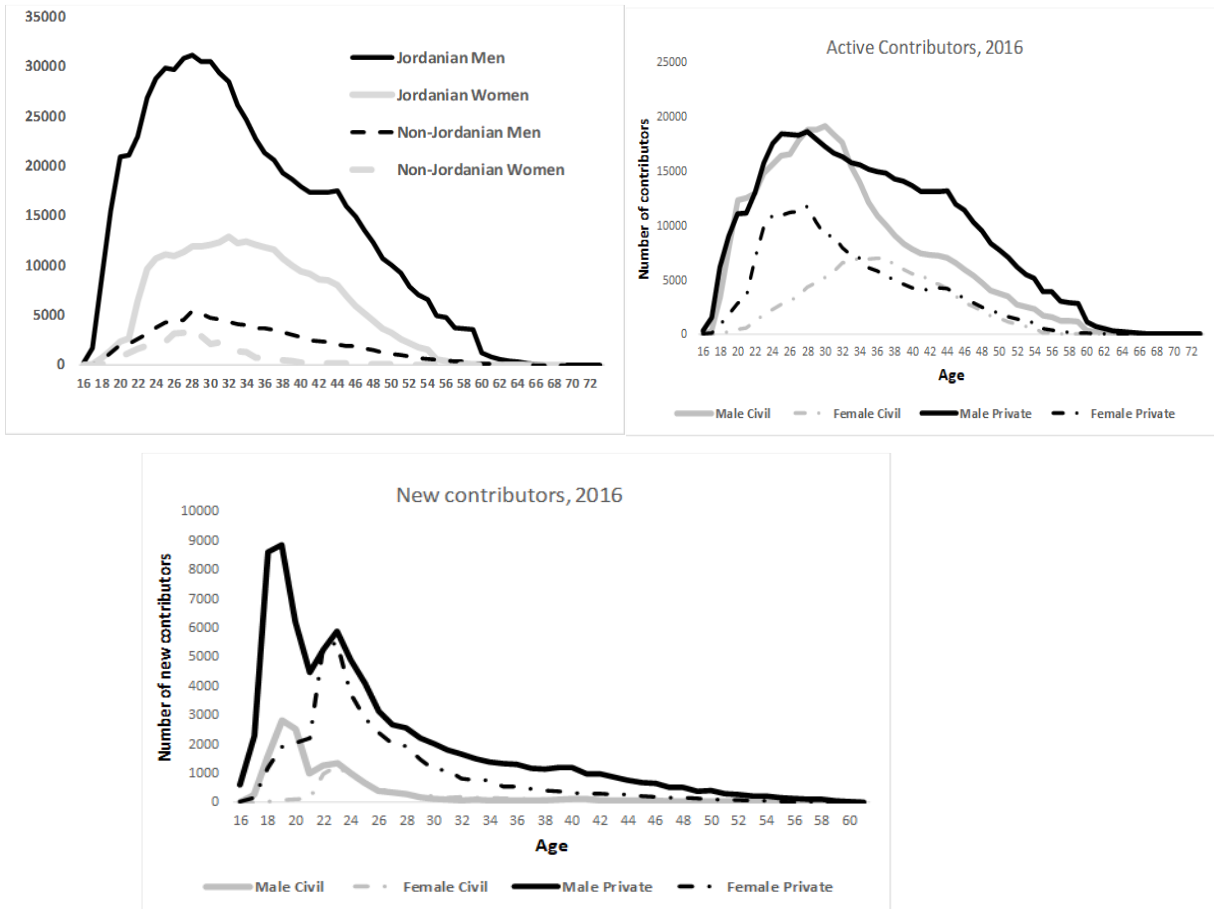 35000
30000
25000
20000
15000
10000
5000
0
16 18 20 22 24 26 28 30 32 34 36 38 40 42 44 46 48 50 52 54 56 58 60 62 64 66 68 70 72
Jordanian Men
Jordanian Women
Non-Jordanian Men
Non-Jordanian Women
Active Contributors, 2016
Number of contributors
25000
20000
15000
10000
5000
0
16 18 20 22 24 26 28 30 32 34 36 38 40 42 44 46 48 50 52 54 56 58 60 62 64 66 68 70 72
Age
Male Civil Female Civil Male Private Female Private
New contributors, 2016
Number of new contributors
10000
9000
8000
7000
6000
5000
4000
3000
2000
1000
0
16 18 20 22 24 26 28 30 32 34 36 38 40 42 44 46 48 50 52 54 56 58 60
Age
Male Civil Female Civil Male Private Female Private